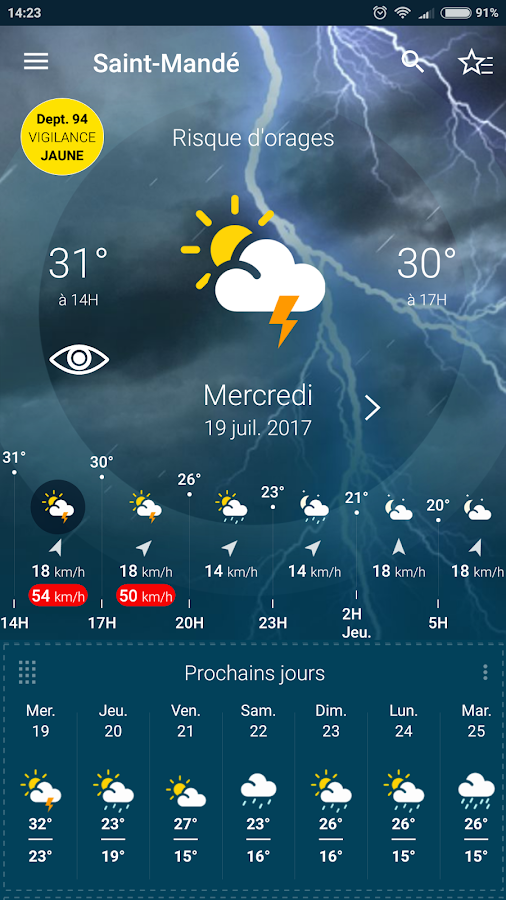 14:23
91%
Saint-Mandé
Dept. 94
VIGILANCE
JAUNE
Risque d'orages
31°
à 14H
30°
à 17H
Mercredi
19 juil. 2017
31° 30° 26° 23° 21° 20°
18 km/h 18 km/h 14 km/h 14 km/h 18 km/h 18 km/h
54 km/h 50 km/h
14H 17H 20H 23H 2H 5H
Jeu.
Prochains jours
Mer. Jeu. Ven. Sam. Dim. Lun. Mar.
19 20 21 22 23 24 25
32° 23° 27° 23° 26° 26° 26°
23° 19° 15° 16° 16° 15° 15°